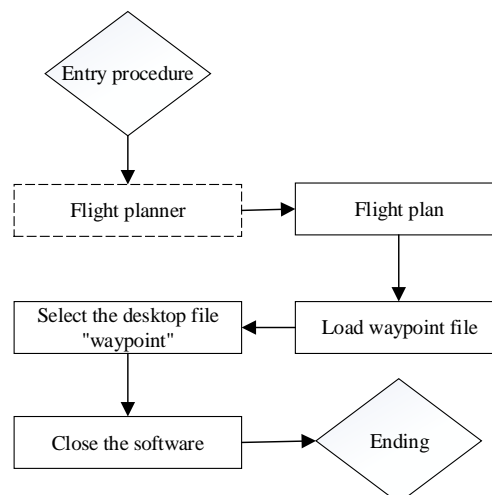 Entry procedure
Flight planner
Flight plan
Load waypoint file
Select the desktop file
"waypoint"
Close the software
Ending